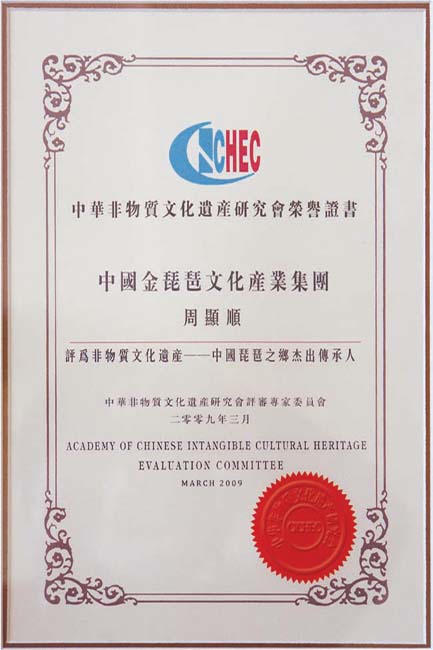 CNCHEC
中華非物質文化遺産研究會榮譽證書
中國金琵琶文化産業集團
周顯順
評爲非物質文化遺産——中國琵琶之鄉杰出傳承人
中華非物質文化遺産研究會評審專家委員會
二零零九年三月
ACADEMY OF CHINESE INTANGIBLE CULTURAL HERITAGE
EVALUATION COMMITTEE
MARCH 2009